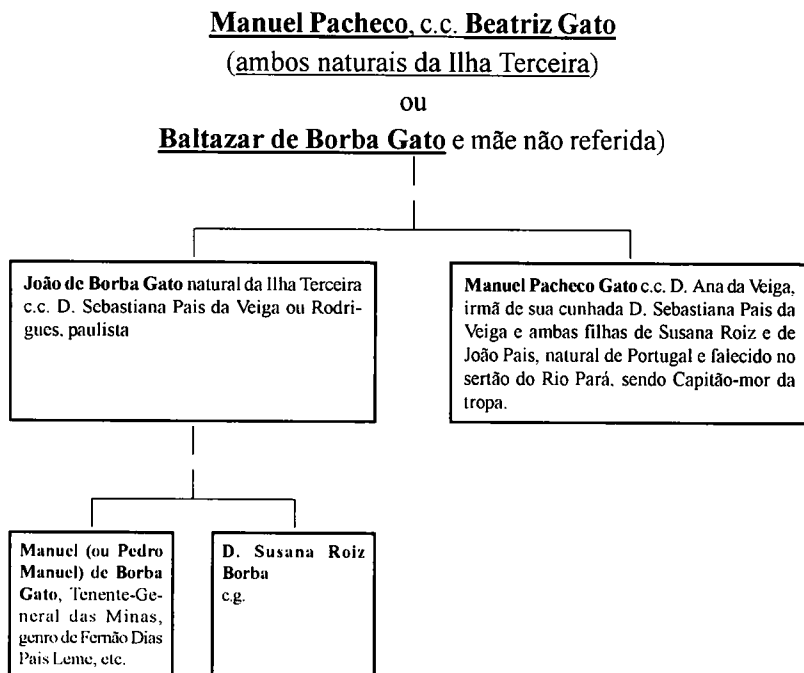 Manuel Pacheco, c.c. Beatriz Gato
(ambos naturais da Ilha Terceira)
ou
Baltazar de Borba Gato e mãe não referida)
João de Borba Gato natural da Ilha Terceira
c.c. D. Sebastiana Pais da Veiga ou Rodri-
gues, paulista
Manuel Pacheco Gato c.c. D. Ana da Veiga,
irmã de sua cunhada D. Sebastiana Pais da
Veiga e ambas filhas de Susana Roiz e de
João Pais, natural de Portugal e falecido no
sertão do Rio Pará, sendo Capitão-mor da
tropa.
Manuel (ou Pedro
Manuel) de Borba
Gato, Tenente-Ge-
neral das Minas,
genro de Fernão Dias
Pais Leme, etc.
D. Susana Roiz
Borba
c.g.